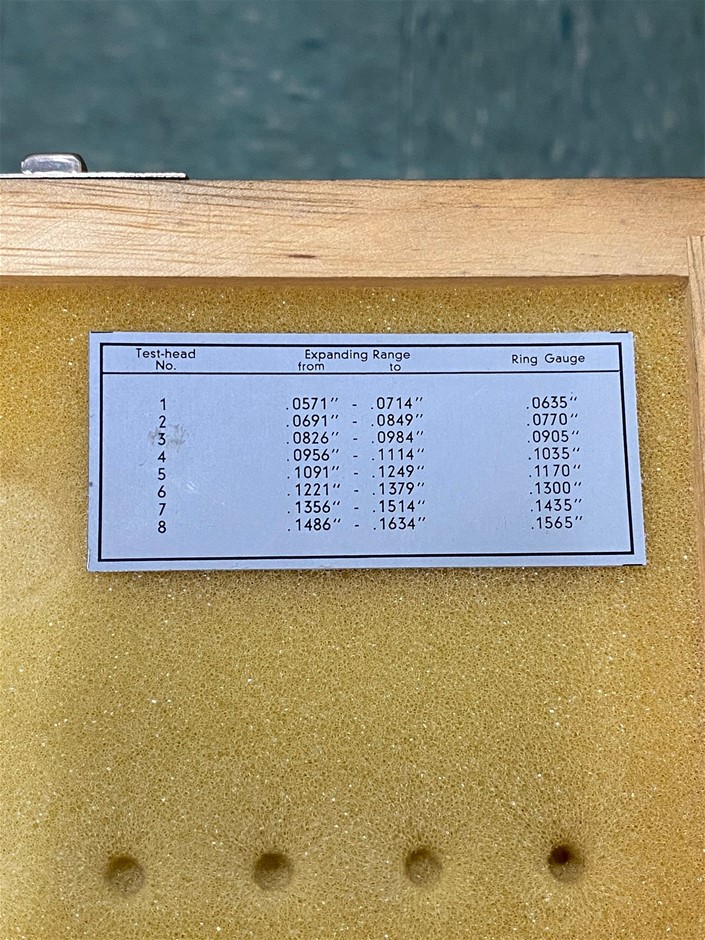 Test-head No. Expanding Range from to Ring Gauge
1 .0571" - .0714" .0635"
2 .0691" - .0849" .0770"
3 .0826" - .0984" .0905"
4 .0956" - .1114" .1035"
5 .1091" - .1249" .1170"
6 .1221" - .1379" .1300"
7 .1356" - .1514" .1435"
8 .1486" - .1634" .1565"